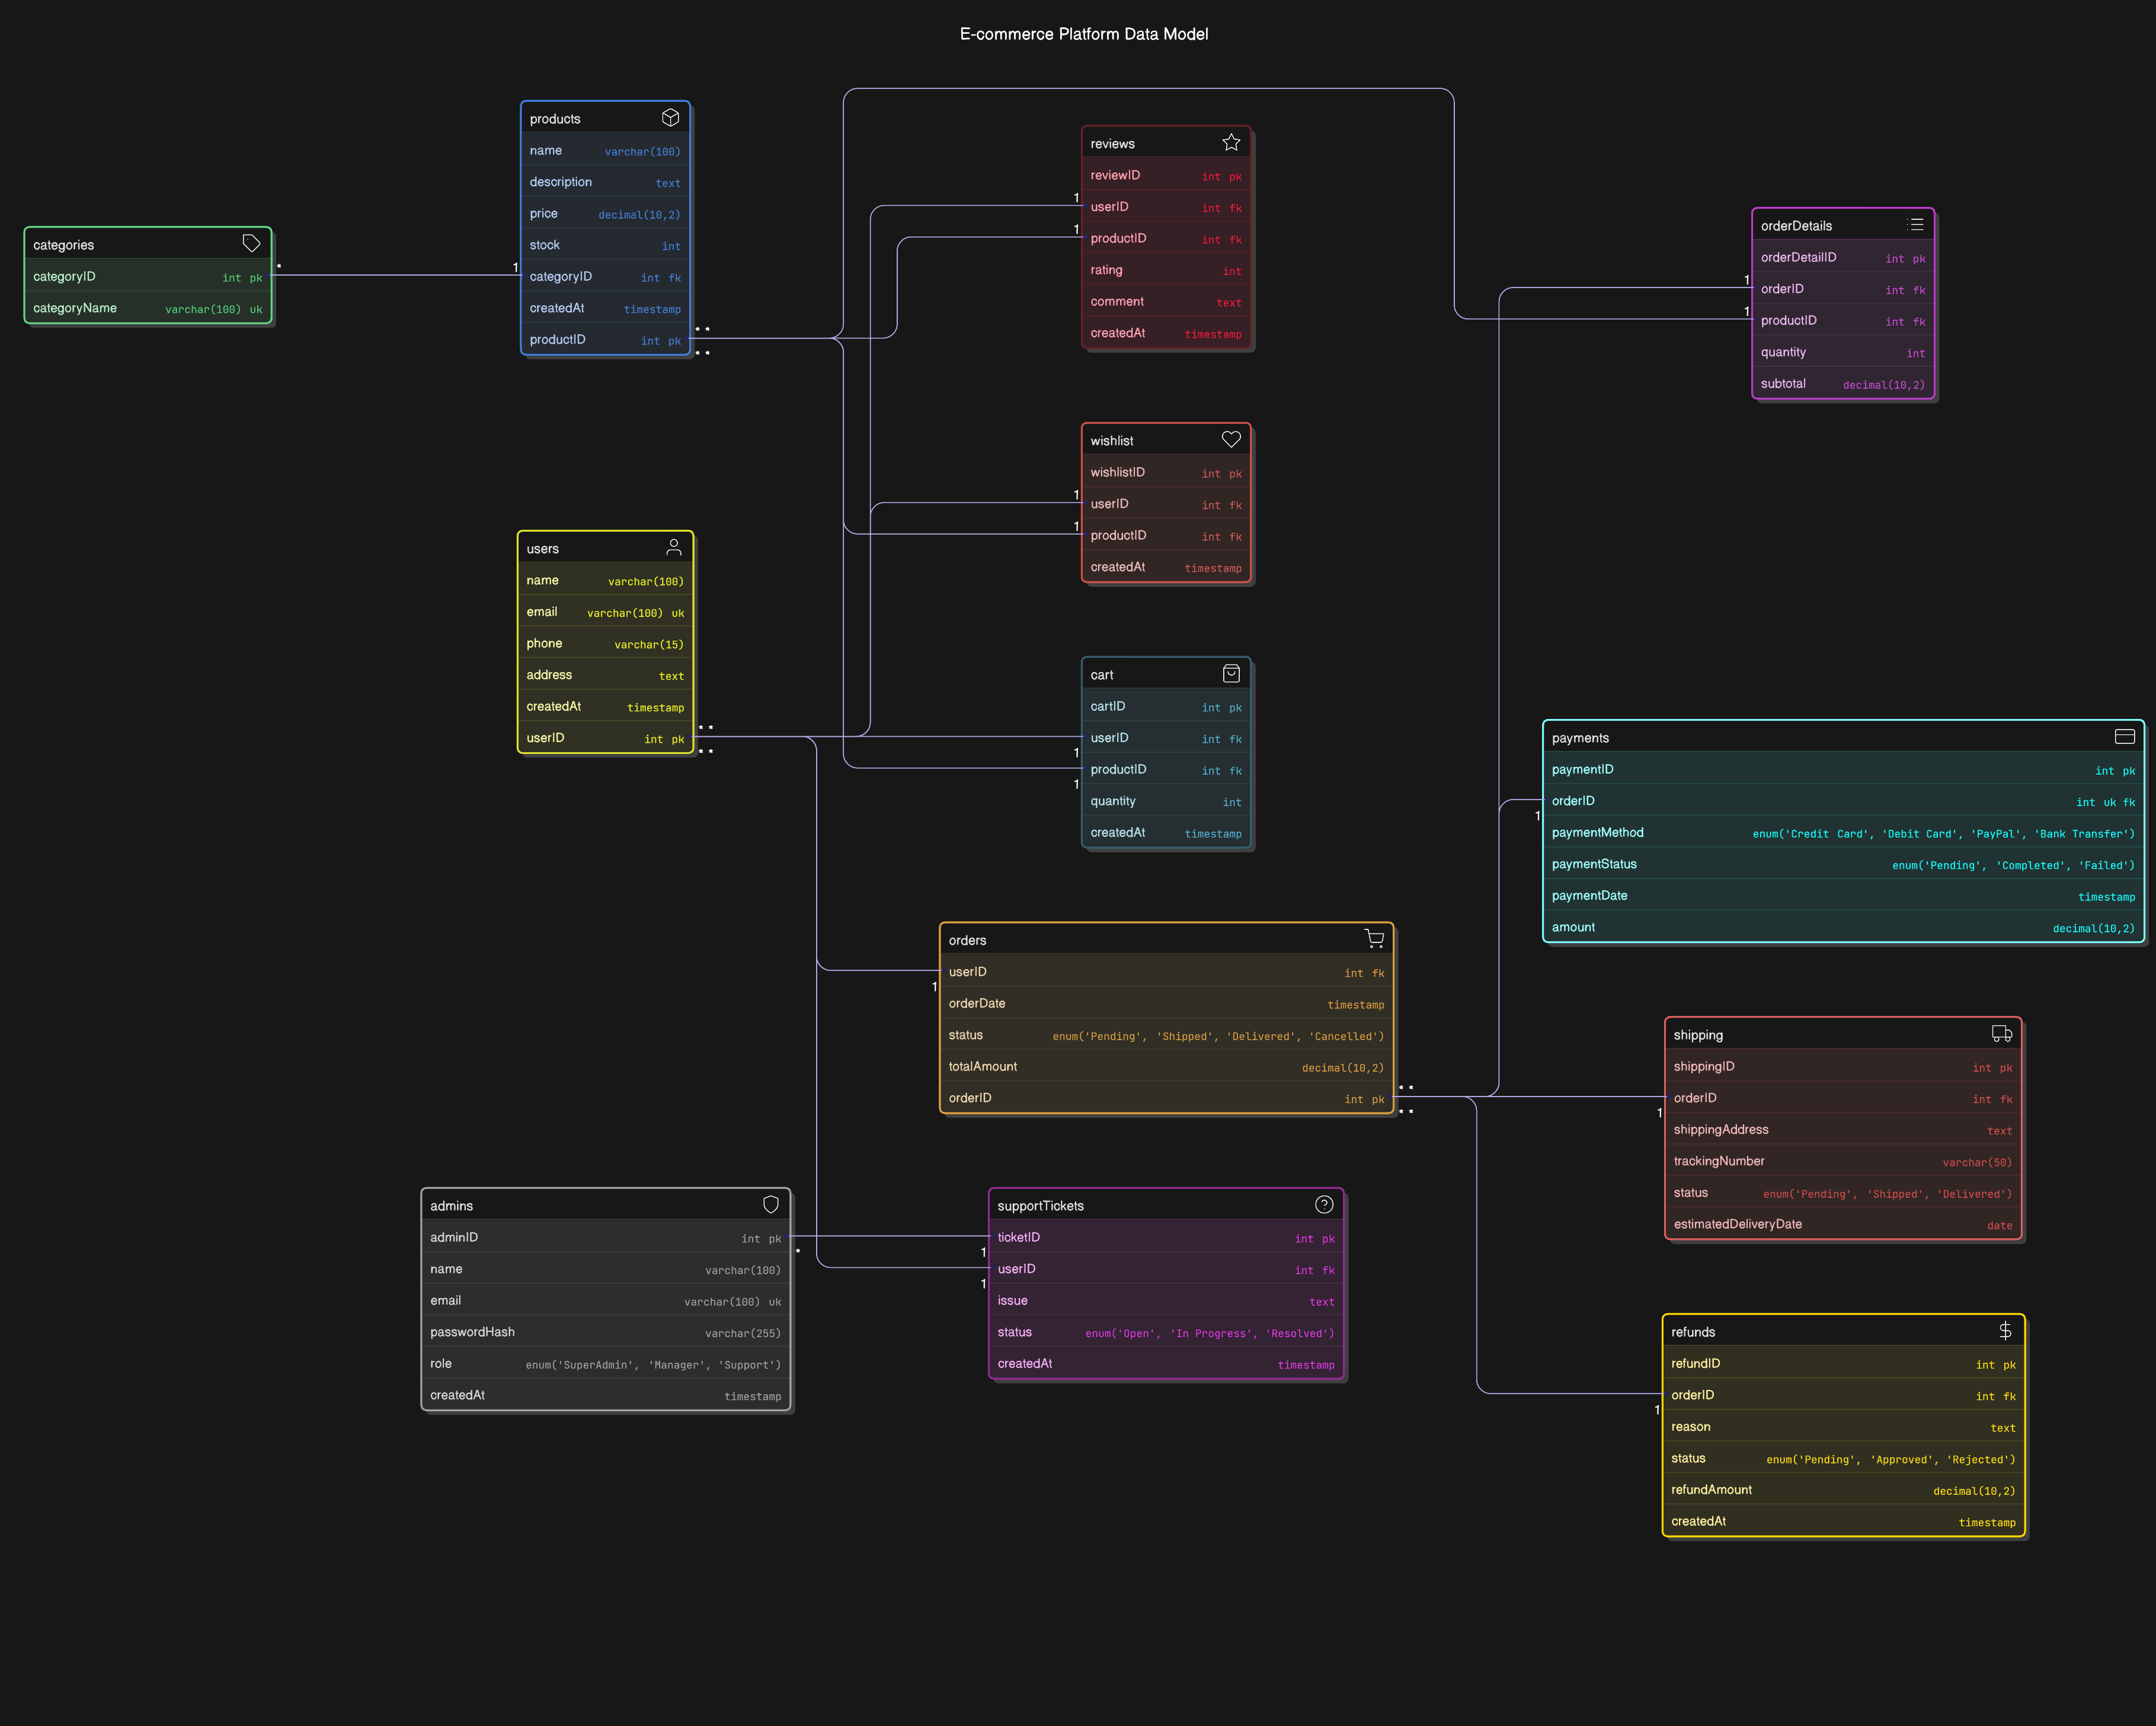 E-commerce Platform Data Model
categories
categoryID int pk
categoryName varchar(100) uk
*
1
products
name varchar(100)
description text
price decimal(10,2)
stock int
categoryID int fk
createdAt timestamp
productID int pk
* *
* *
users
name varchar(100)
email varchar(100) uk
phone varchar(15)
address text
createdAt timestamp
userID int pk
* *
* *
reviews
reviewID int pk
1
userID int fk
1
productID int fk
rating int
comment text
createdAt timestamp
wishlist
wishlistID int pk
1
userID int fk
1
productID int fk
createdAt timestamp
cart
cartID int pk
userID int fk
1
productID int fk
1
quantity int
createdAt timestamp
orders
userID int fk
1
orderDate timestamp
status enum('Pending', 'Shipped', 'Delivered', 'Cancelled')
totalAmount decimal(10,2)
orderID int pk
* *
* *
admins
adminID int pk
*
name varchar(100)
email varchar(100) uk
passwordHash varchar(255)
role enum('SuperAdmin', 'Manager', 'Support')
createdAt timestamp
supportTickets
ticketID int pk
1
userID int fk
1
issue text
status enum('Open', 'In Progress', 'Resolved')
createdAt timestamp
orderDetails
orderDetailID int pk
1
orderID int fk
1
productID int fk
quantity int
subtotal decimal(10,2)
payments
paymentID int pk
orderID int uk fk
1
paymentMethod enum('Credit Card', 'Debit Card', 'PayPal', 'Bank Transfer')
paymentStatus enum('Pending', 'Completed', 'Failed')
paymentDate timestamp
amount decimal(10,2)
shipping
shippingID int pk
orderID int fk
1
shippingAddress text
trackingNumber varchar(50)
status enum('Pending', 'Shipped', 'Delivered')
estimatedDeliveryDate date
refunds
refundID int pk
orderID int fk
1
reason text
status enum('Pending', 'Approved', 'Rejected')
refundAmount decimal(10,2)
createdAt timestamp